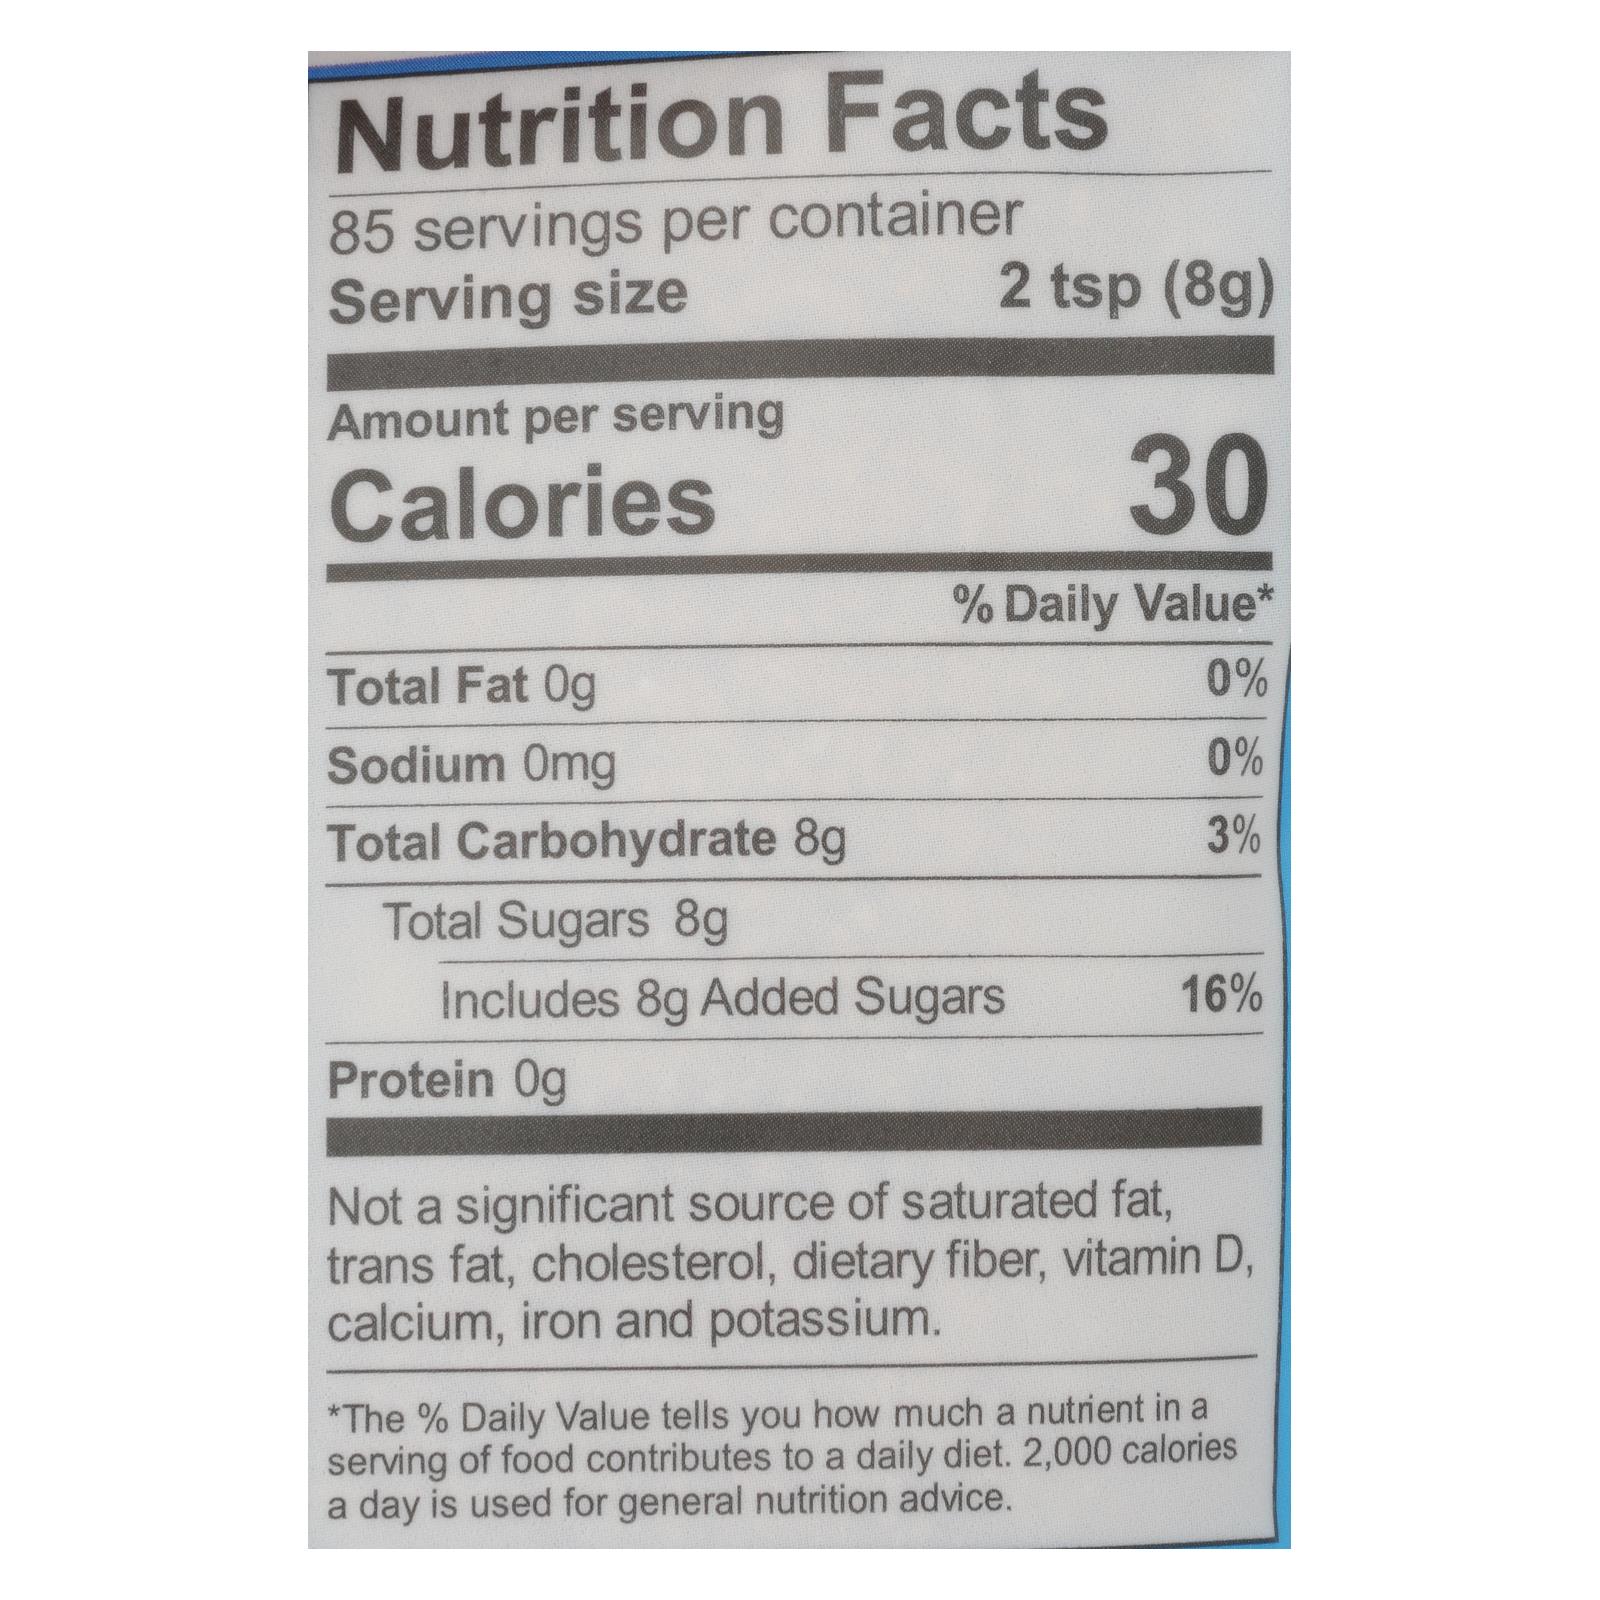 Nutrition Facts
85 servings per container
Serving size 2 tsp (8g)
Amount per serving
Calories 30
% Daily Value*
Total Fat 0g 0%
Sodium 0mg 0%
Total Carbohydrate 8g 3%
Total Sugars 8g
Includes 8g Added Sugars 16%
Protein 0g
Not a significant source of saturated fat,
trans fat, cholesterol, dietary fiber, vitamin D,
calcium, iron and potassium.
*The % Daily Value tells you how much a nutrient in a
serving of food contributes to a daily diet. 2,000 calories
a day is used for general nutrition advice.